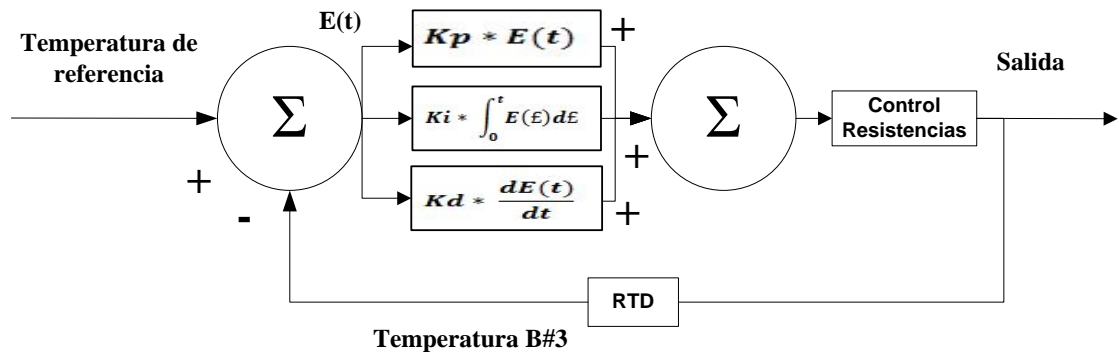 E(t)
Temperatura de
referencia
Kp * E(t)
+
Salida
Σ
Ki * ∫₀ᵗ E(£)d£
Σ
Control
Resistencias
+
+
-
Kd * dE(t)/dt
+
RTD
Temperatura B#3